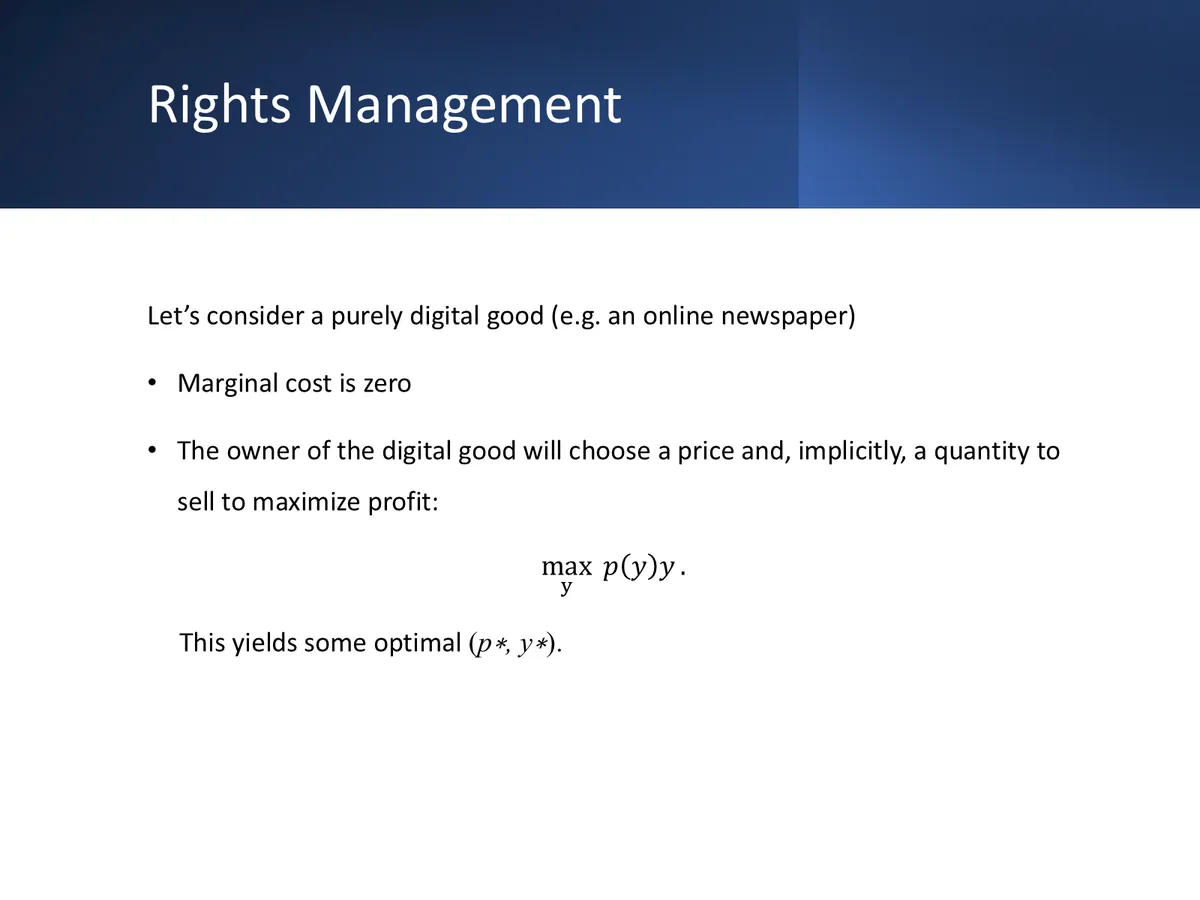 Rights Management
Let’s consider a purely digital good (e.g. an online newspaper)
• Marginal cost is zero
• The owner of the digital good will choose a price and, implicitly, a quantity to
sell to maximize profit:
max p(y)y.
y
This yields some optimal (p∗, y∗).